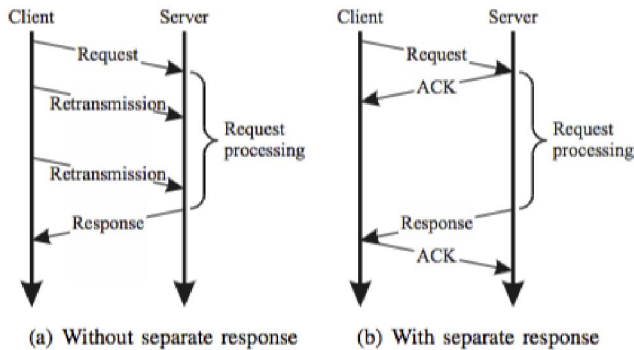 Client Server
Request
Retransmission
Retransmission
Response
Request
processing
(a) Without separate response
Client Server
Request
ACK
Response
ACK
Request
processing
(b) With separate response